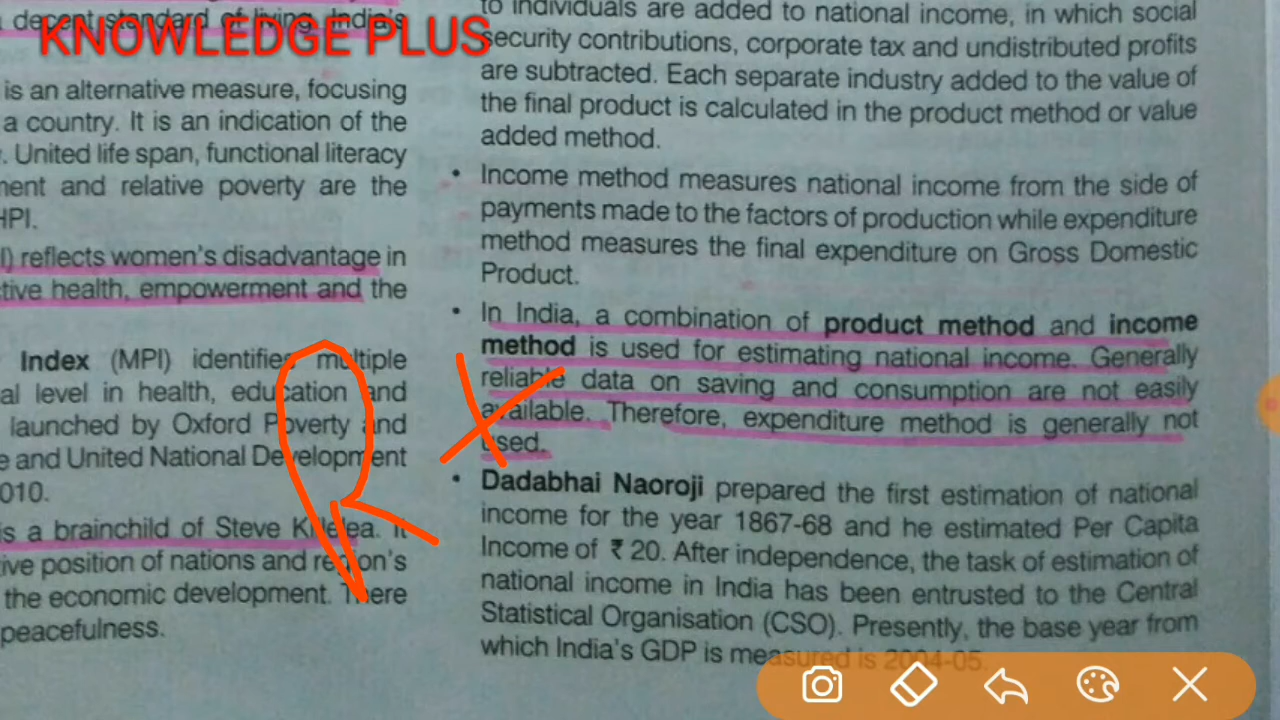 a decent standard of living. India's
KNOWLEDGE PLUS
is an alternative measure, focusing
a country. It is an indication of the
. United life span, functional literacy
ment and relative poverty are the
HPI.
I) reflects women's disadvantage in
tive health, empowerment and the
Index (MPI) identifies multiple
al level in health, education and
launched by Oxford Poverty and
e and United National Development
010.
is a brainchild of Steve Killelea. It
ive position of nations and region's
the economic development. There
peacefulness.
to individuals are added to national income, in which social
security contributions, corporate tax and undistributed profits
are subtracted. Each separate industry added to the value of
the final product is calculated in the product method or value
added method.
• Income method measures national income from the side of
payments made to the factors of production while expenditure
method measures the final expenditure on Gross Domestic
Product.
• In India, a combination of product method and income
method is used for estimating national income. Generally
reliable data on saving and consumption are not easily
available. Therefore, expenditure method is generally not
used.
• Dadabhai Naoroji prepared the first estimation of national
income for the year 1867-68 and he estimated Per Capita
Income of ₹ 20. After independence, the task of estimation of
national income in India has been entrusted to the Central
Statistical Organisation (CSO). Presently, the base year from
which India's GDP is measured is 2004-05.
R